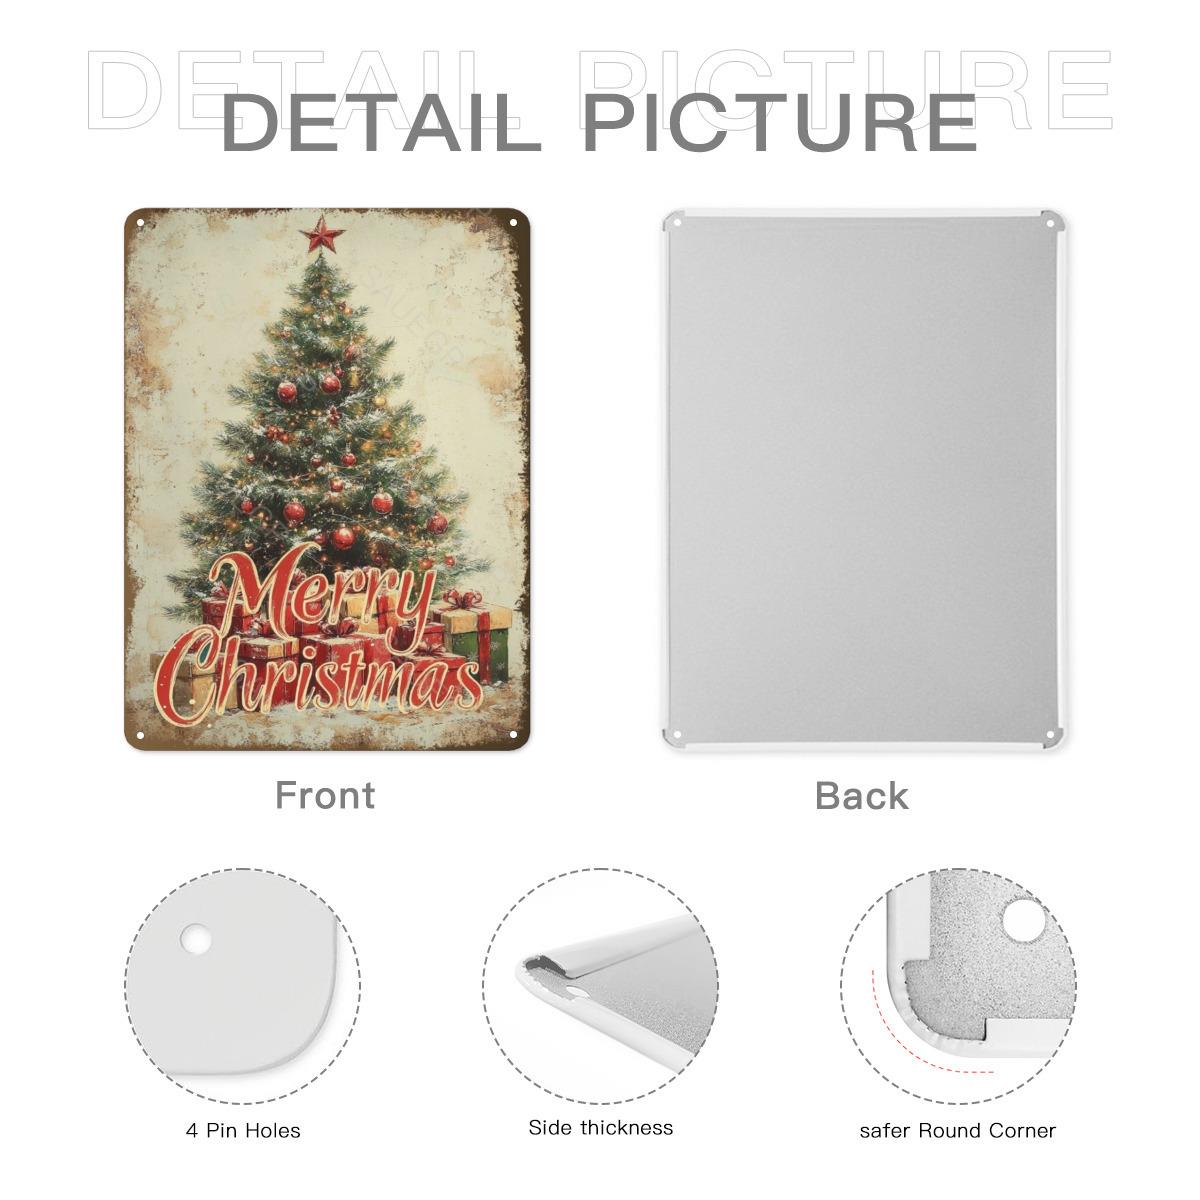 DETAIL PICTURE
DETAIL PICTURE
Merry
Christmas
Front
Back
4 Pin Holes
Side thickness
safer Round Corner